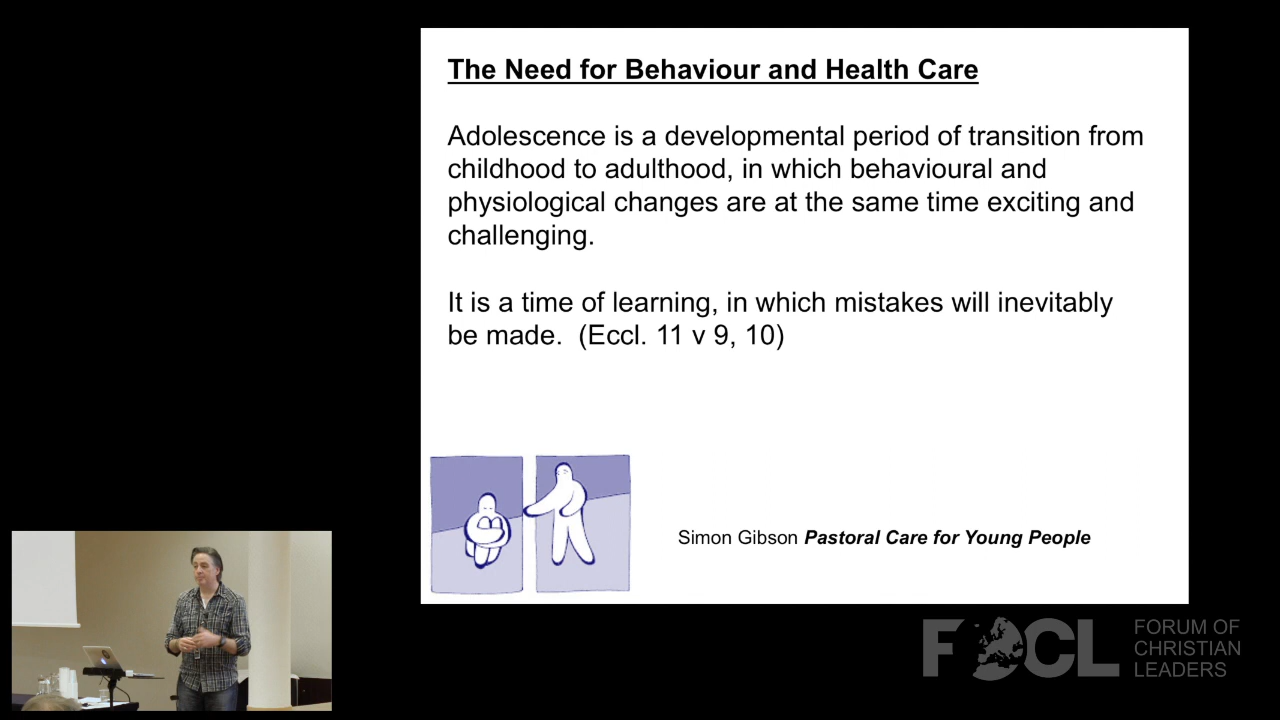 The Need for Behaviour and Health Care
Adolescence is a developmental period of transition from
childhood to adulthood, in which behavioural and
physiological changes are at the same time exciting and
challenging.
It is a time of learning, in which mistakes will inevitably
be made.  (Eccl. 11 v 9, 10)
Simon Gibson Pastoral Care for Young People
FOCL
FORUM OF
CHRISTIAN
LEADERS